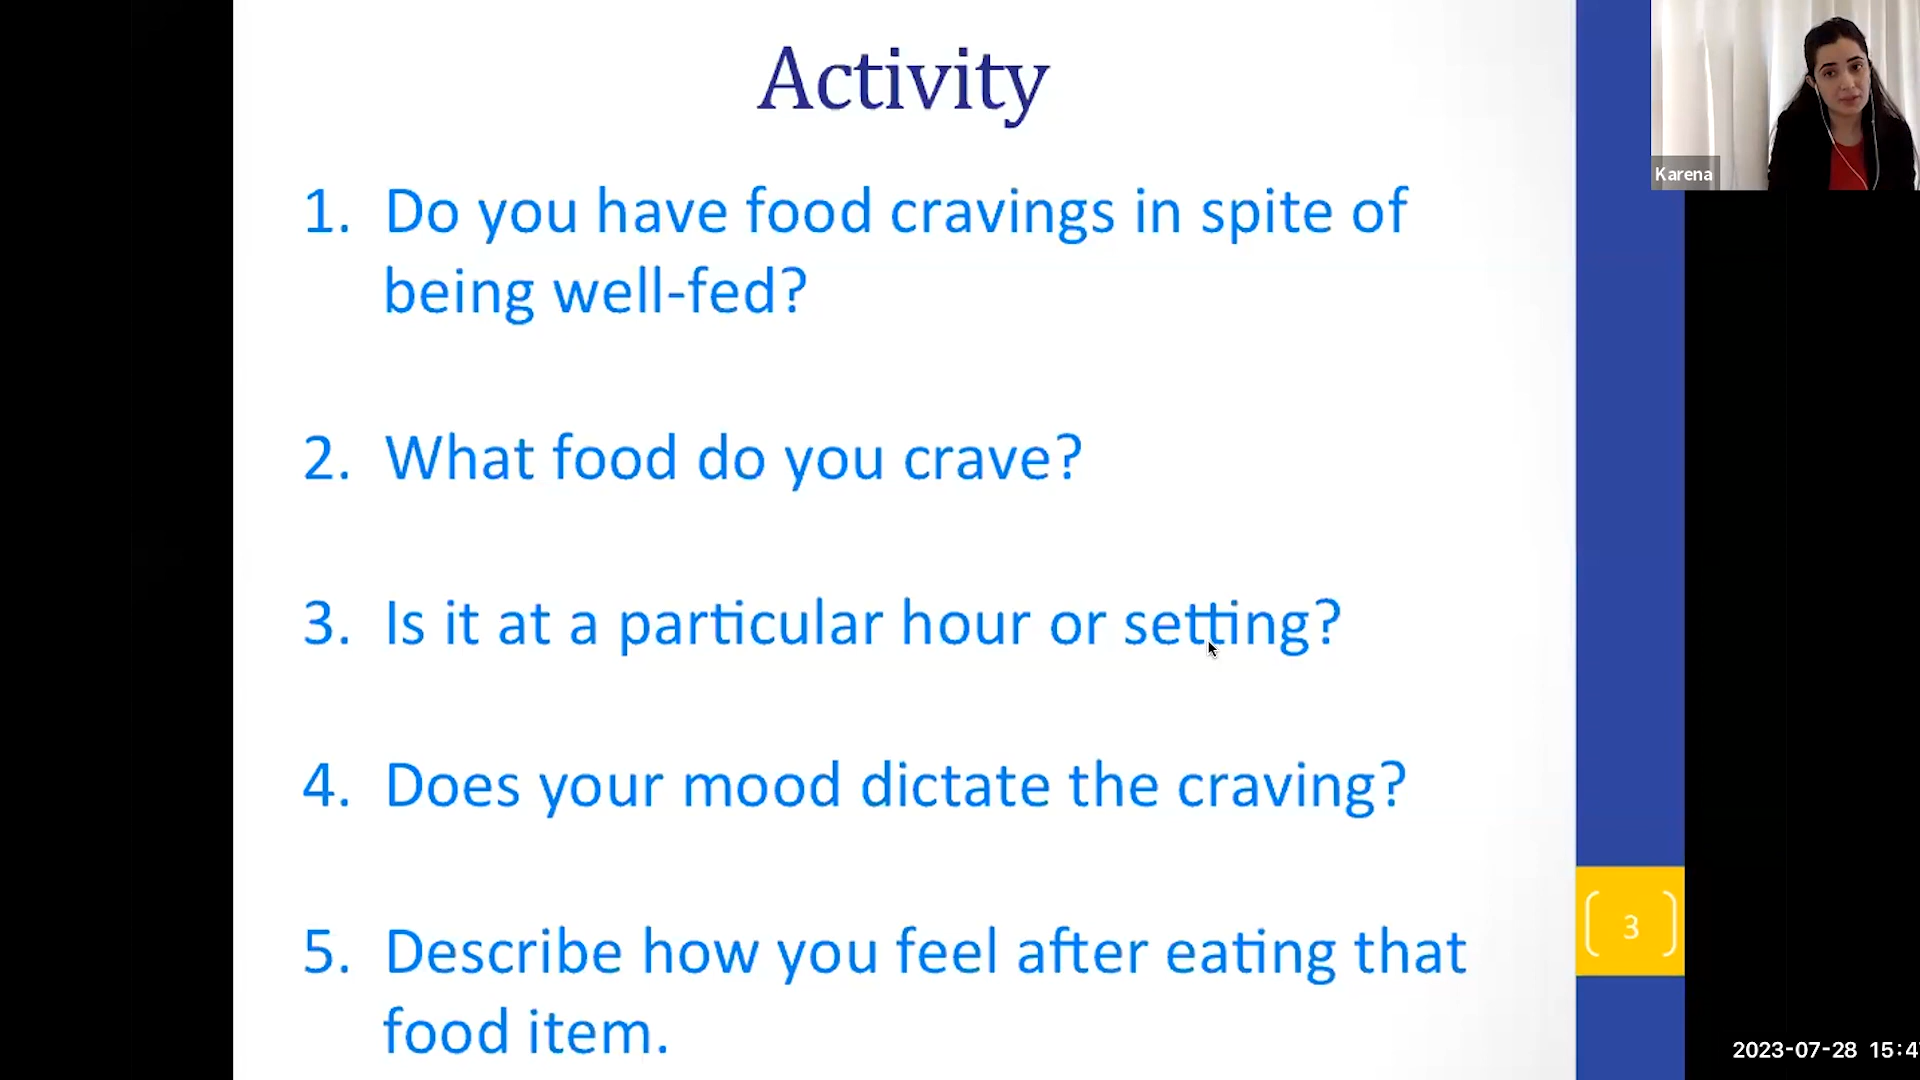 Activity
Karena
1. Do you have food cravings in spite of
being well-fed?
2. What food do you crave?
3. Is it at a particular hour or setting?
4. Does your mood dictate the craving?
5. Describe how you feel after eating that
food item.
3
2023-07-28